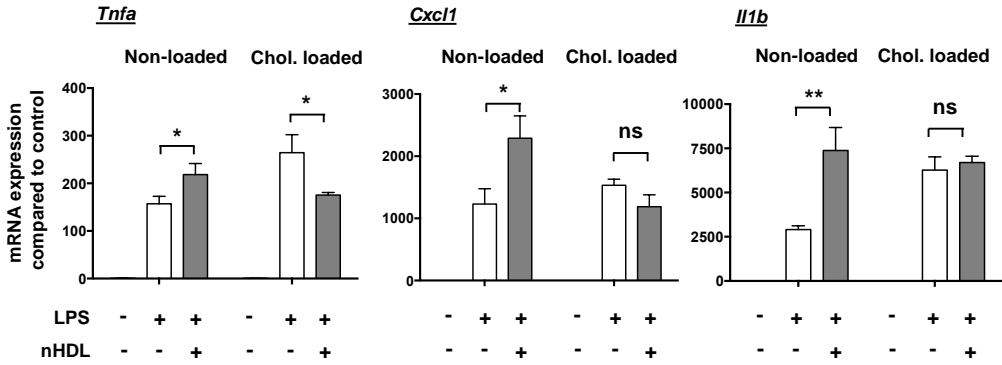 Tnfa Cxcl1 Il1b
Non-loaded Chol. loaded Non-loaded Chol. loaded Non-loaded Chol. loaded
mRNA expression
compared to control
400
300
200
100
0
* *
3000
2000
1000
0
* ns
10000
7500
5000
2500
0
** ns
LPS - + + - + + - + + - + + - + + - + +
nHDL - - + - - + - - + - - + - - + - - +